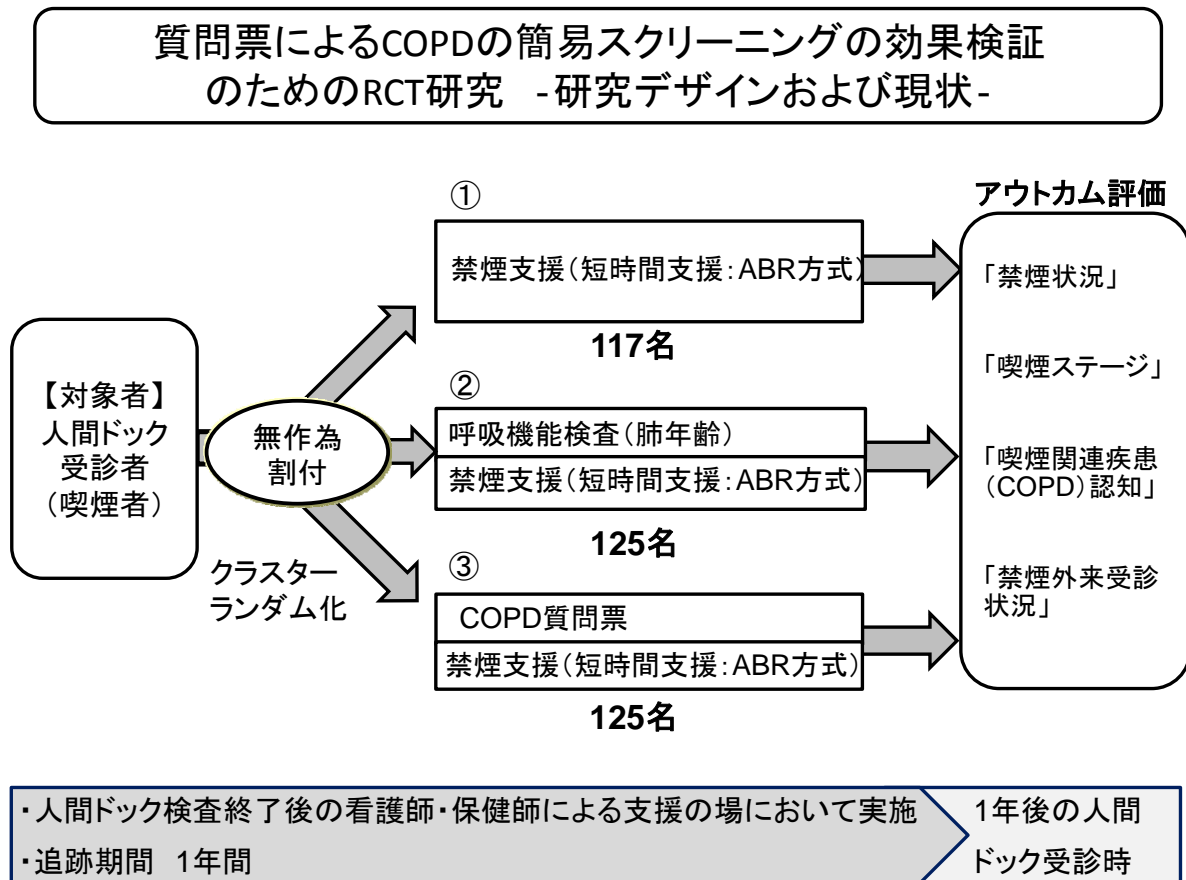 質問票によるCOPDの簡易スクリーニングの効果検証
のためのRCT研究　-研究デザインおよび現状-
【対象者】
人間ドック
受診者
(喫煙者)
無作為
割付
クラスター
ランダム化
①
禁煙支援(短時間支援:ABR方式)
117名
②
呼吸機能検査(肺年齢)
禁煙支援(短時間支援:ABR方式)
125名
③
COPD質問票
禁煙支援(短時間支援:ABR方式)
125名
アウトカム評価
「禁煙状況」
「喫煙ステージ」
「喫煙関連疾患
(COPD)認知」
「禁煙外来受診
状況」
・人間ドック検査終了後の看護師・保健師による支援の場において実施
・追跡期間　1年間
1年後の人間
ドック受診時